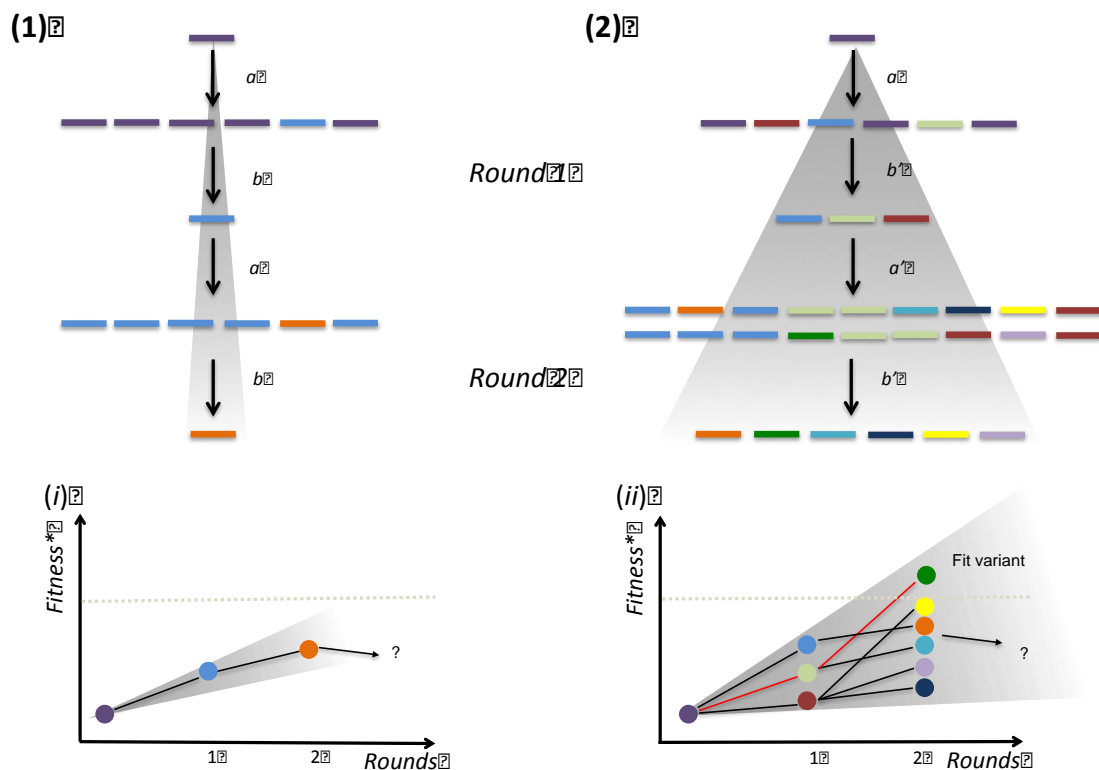 (1)
(2)
a
a
Round 1
b
b'
a
a'
Round 2
b
b'
(i)
(ii)
Fitness*
Fitness*
Fit variant
?
?
1
2
Rounds
1
2
Rounds